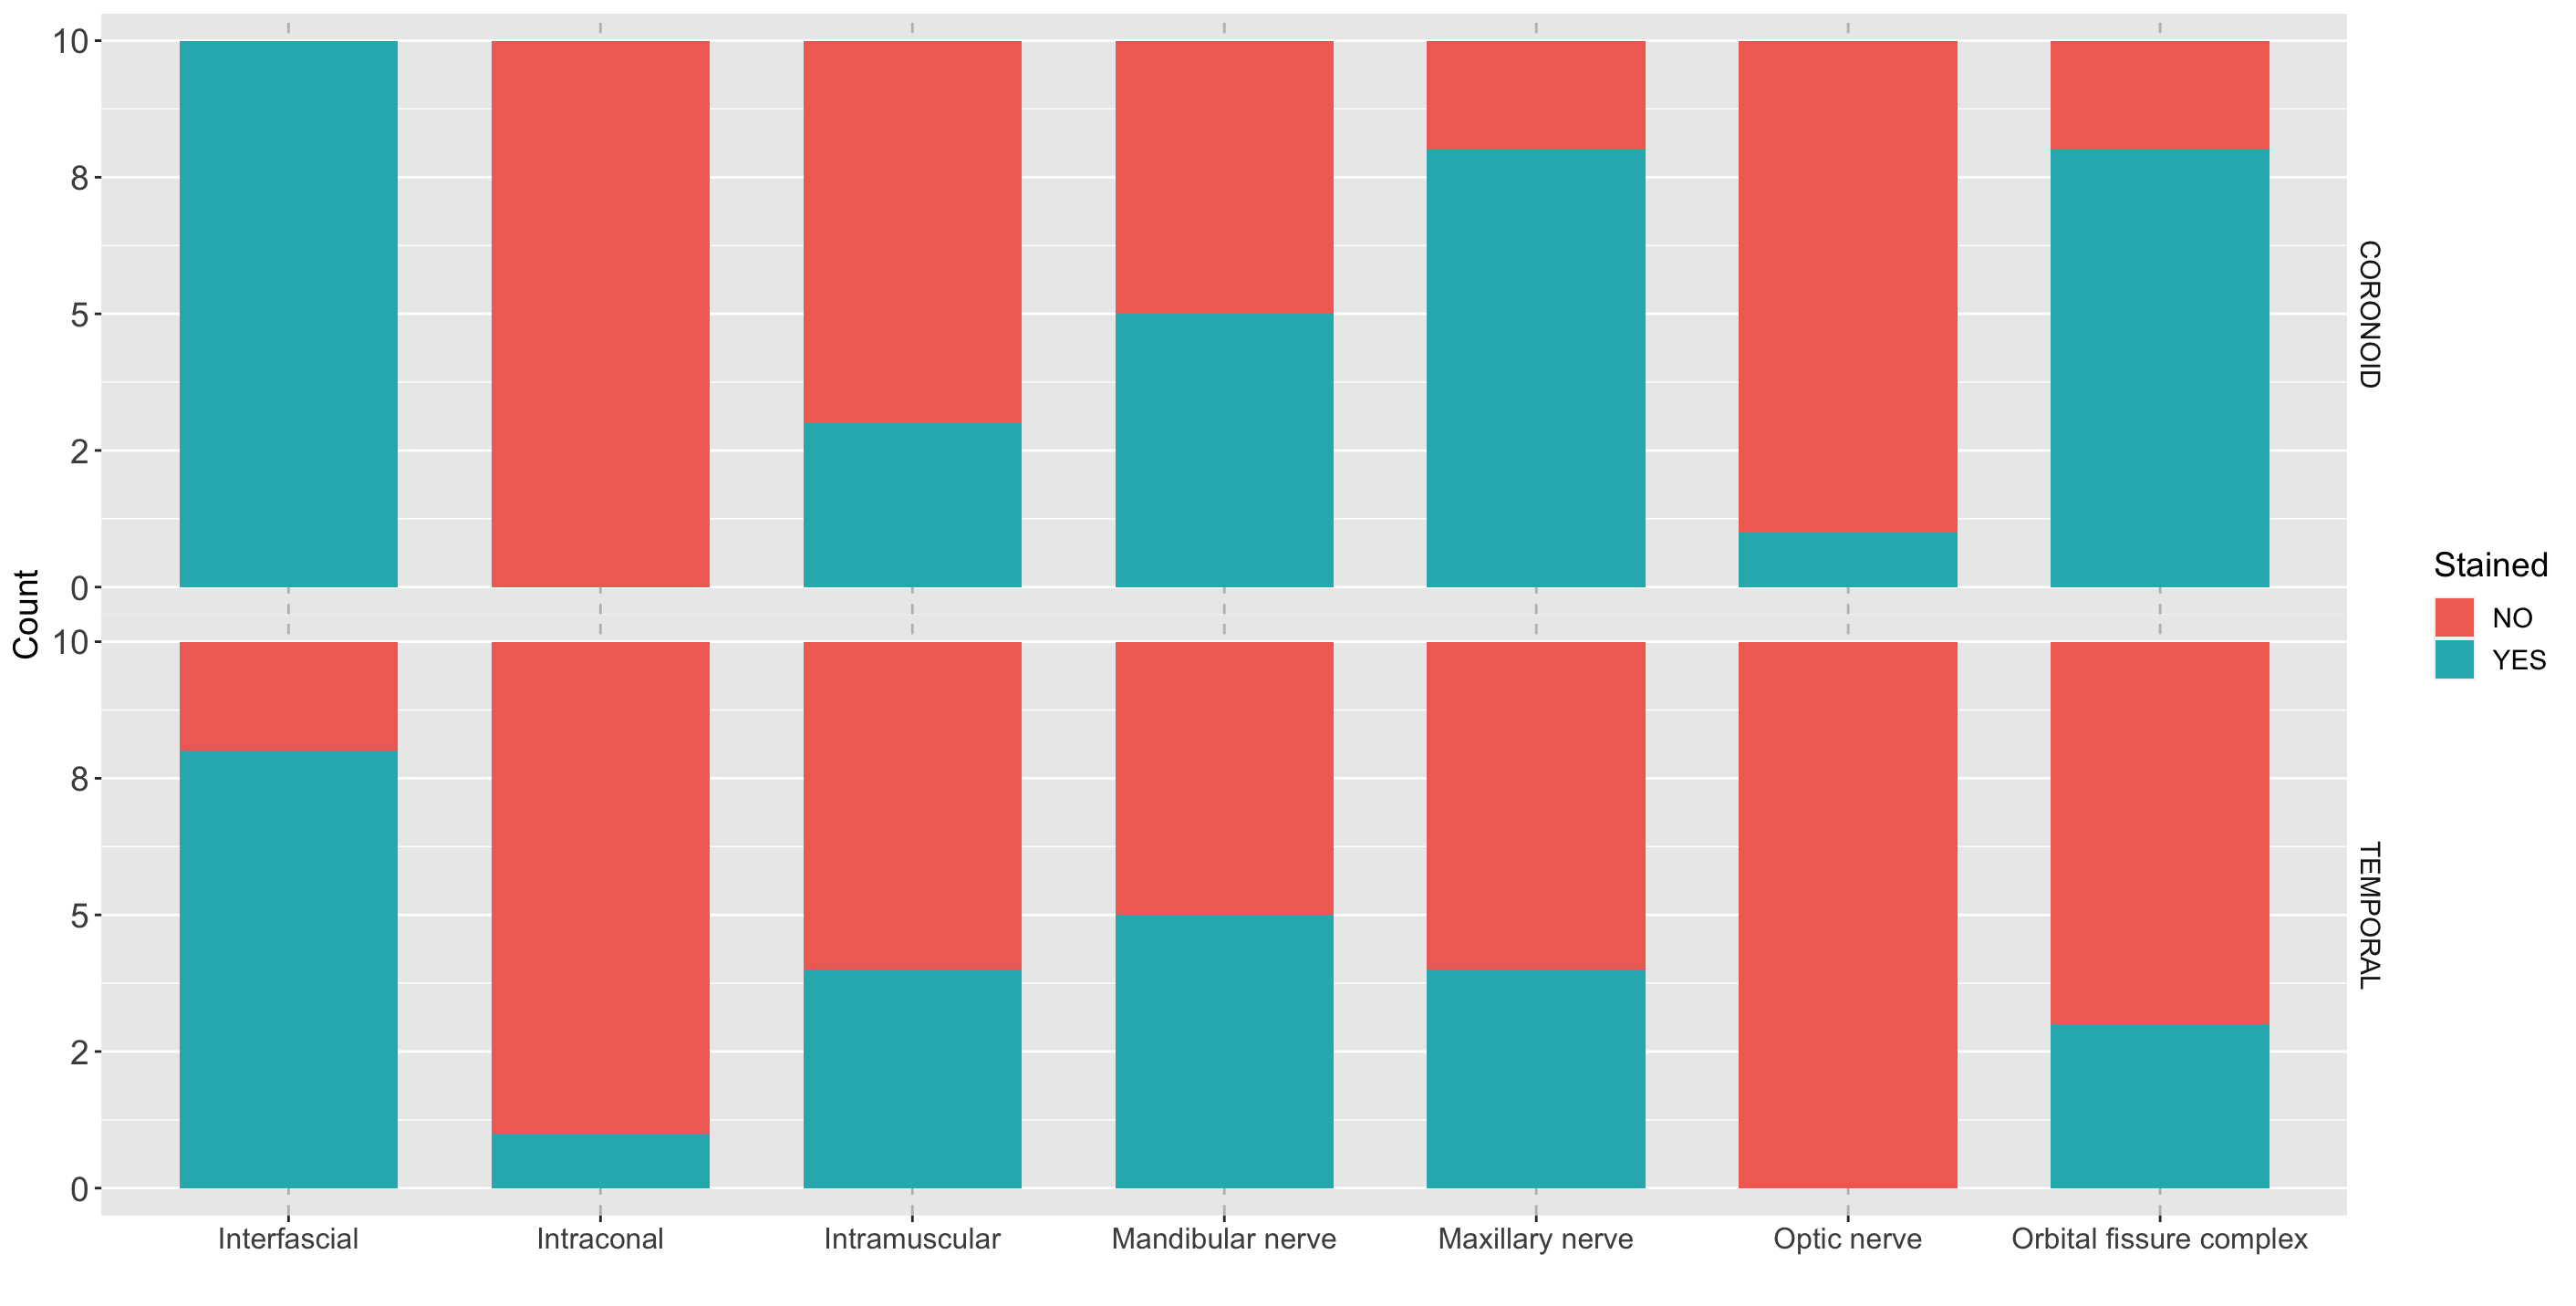 Count
10
8
5
2
0
CORONOID
10
8
5
2
0
TEMPORAL
Interfascial Intraconal Intramuscular Mandibular nerve Maxillary nerve Optic nerve Orbital fissure complex
Stained
NO
YES